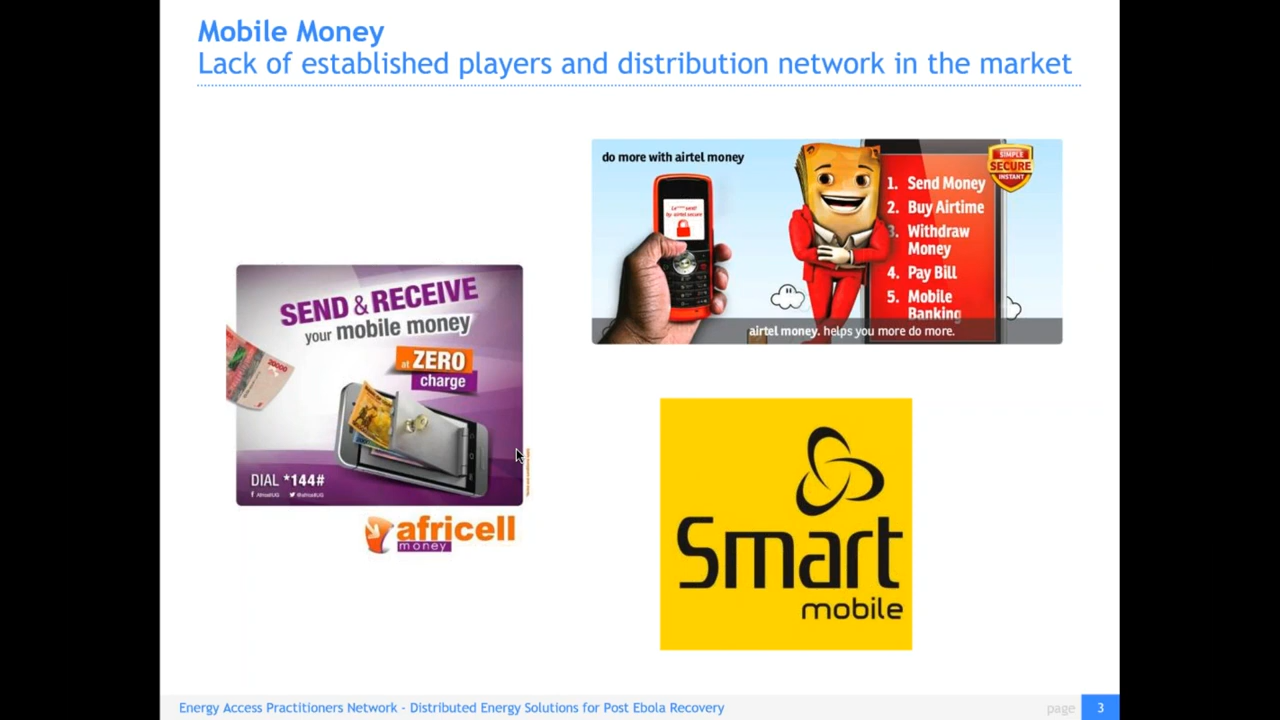 Mobile Money
Lack of established players and distribution network in the market
do more with airtel money
SIMPLE
SECURE
INSTANT
1. Send Money
2. Buy Airtime
3. Withdraw
Money
4. Pay Bill
5. Mobile
Banking
airtel money. helps you more do more.
SEND & RECEIVE
your mobile money
at ZERO
charge
DIAL *144#
africell
money
Smart
mobile
Energy Access Practitioners Network - Distributed Energy Solutions for Post Ebola Recovery
page 3